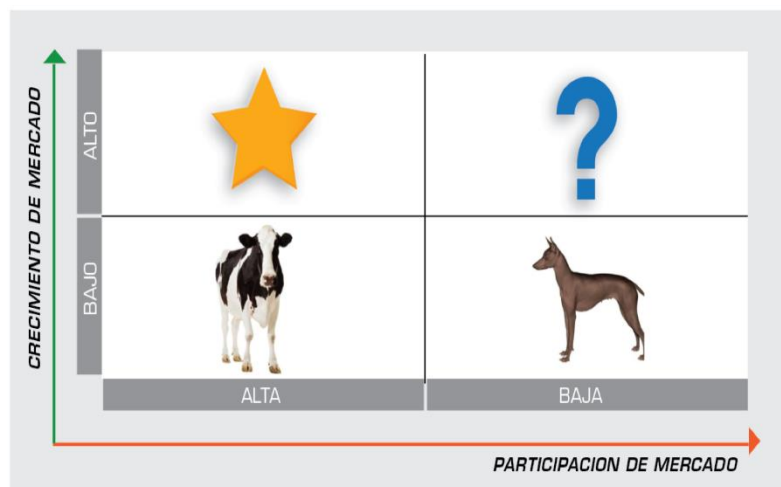 CRECIMIENTO DE MERCADO
ALTO
?
BAJO
ALTA
BAJA
PARTICIPACION DE MERCADO